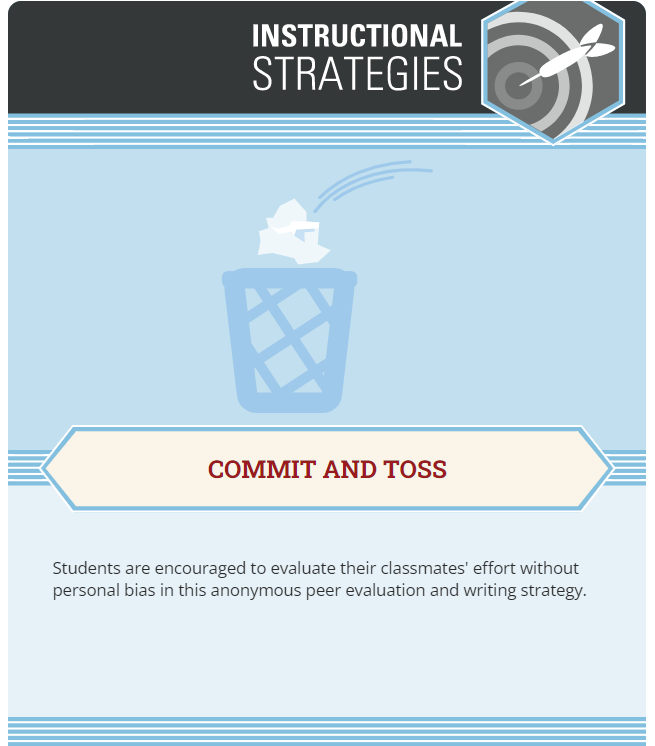 INSTRUCTIONAL
STRATEGIES
COMMIT AND TOSS
Students are encouraged to evaluate their classmates' effort without
personal bias in this anonymous peer evaluation and writing strategy.